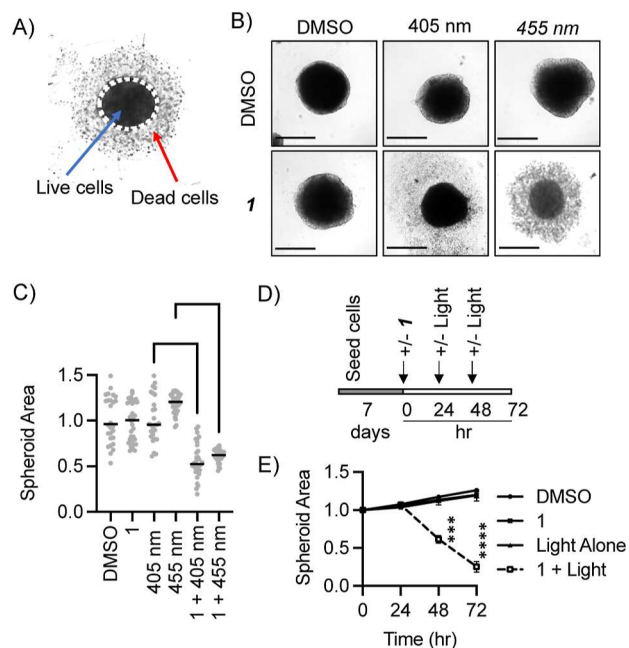 A)
Live cells
Dead cells
B)
DMSO
405 nm
455 nm
DMSO
1
C)
Spheroid Area
1.5
1.0
0.5
0.0
DMSO
1
405 nm
455 nm
1 + 405 nm
1 + 455 nm
D)
Seed cells
+/- 1
+/- Light
+/- Light
7
0
24
48
72
days
hr
E)
Spheroid Area
1.5
1.0
0.5
0.0
***
****
0
24
48
72
Time (hr)
DMSO
1
Light Alone
1 + Light